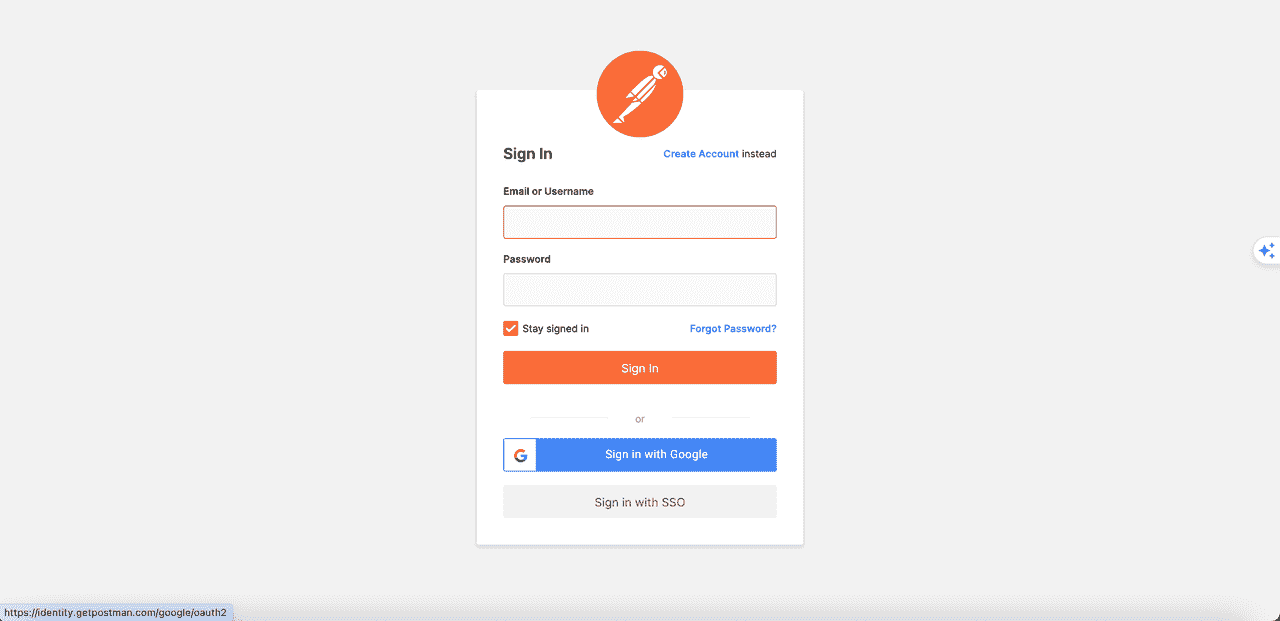 Sign In
Create Account instead
Email or Username
Password
Stay signed in
Forgot Password?
Sign In
or
Sign in with Google
Sign in with SSO
https://identity.getpostman.com/google/oauth2